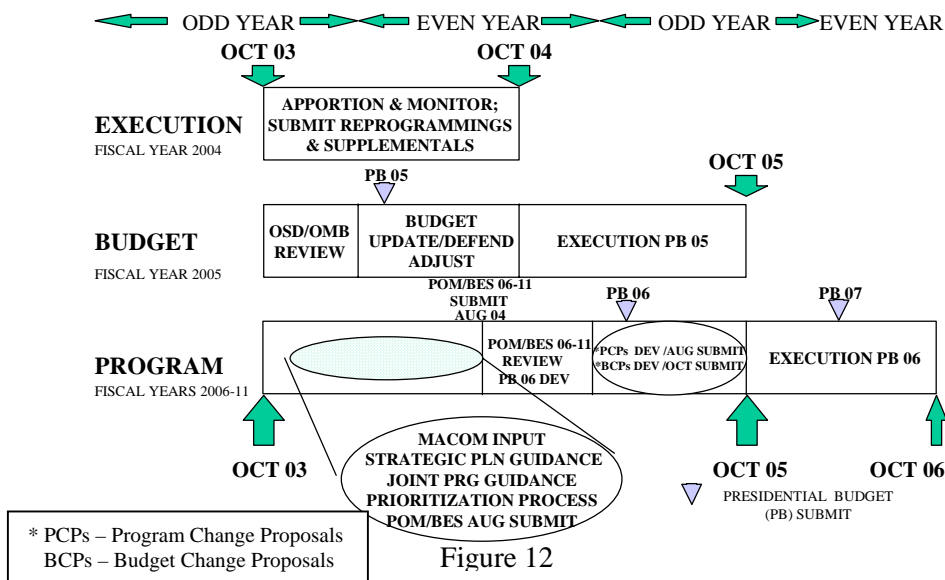 ODD YEAR EVEN YEAR ODD YEAR EVEN YEAR
OCT 03 OCT 04
EXECUTION
FISCAL YEAR 2004
APPORTION & MONITOR;
SUBMIT REPROGRAMMINGS
& SUPPLEMENTALS
OCT 05
PB 05
BUDGET
FISCAL YEAR 2005
OSD/OMB
REVIEW
BUDGET
UPDATE/DEFEND
ADJUST
EXECUTION PB 05
POM/BES 06-11
SUBMIT
AUG 04
PB 06
PB 07
PROGRAM
FISCAL YEARS 2006-11
POM/BES 06-11
REVIEW
PB 06 DEV
*PCPs DEV /AUG SUBMIT
*BCPs DEV /OCT SUBMIT
EXECUTION PB 06
OCT 03
MACOM INPUT
STRATEGIC PLN GUIDANCE
JOINT PRG GUIDANCE
PRIORITIZATION PROCESS
POM/BES AUG SUBMIT
OCT 05
OCT 06
PRESIDENTIAL BUDGET
(PB) SUBMIT
* PCPs – Program Change Proposals
BCPs – Budget Change Proposals
Figure 12